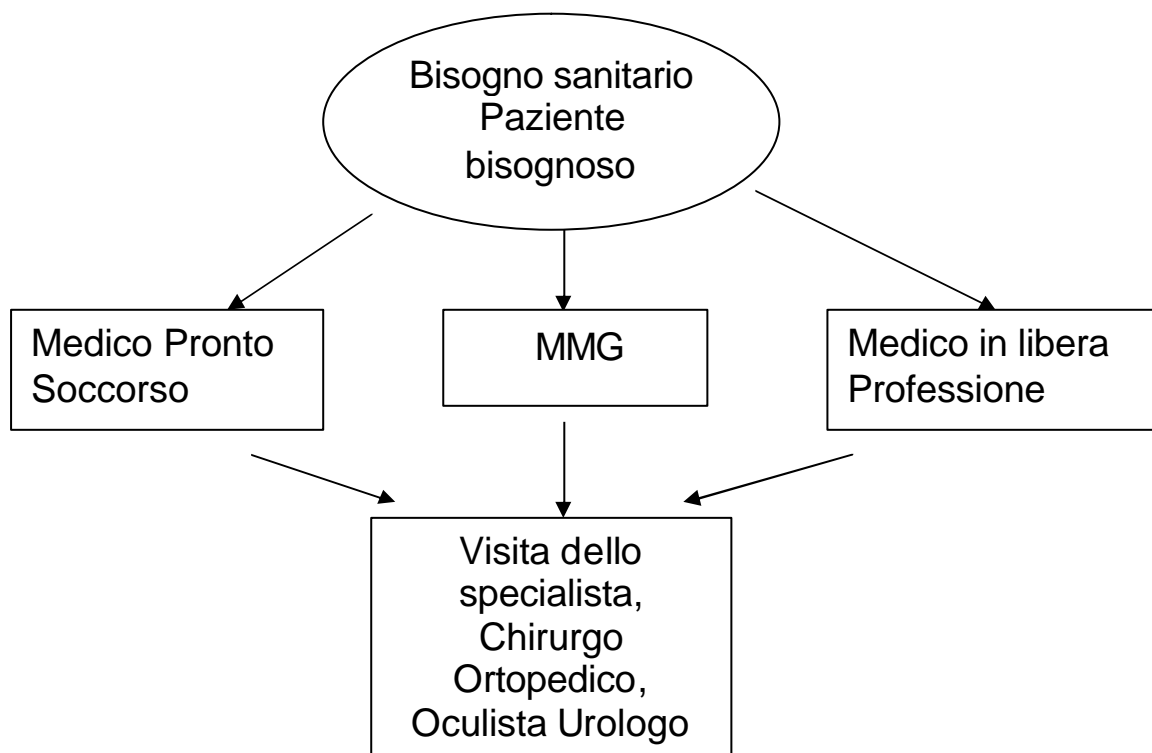 Bisogno sanitario
Paziente
bisognoso
Medico Pronto
Soccorso
MMG
Medico in libera
Professione
Visita dello
specialista,
Chirurgo
Ortopedico,
Oculista Urologo